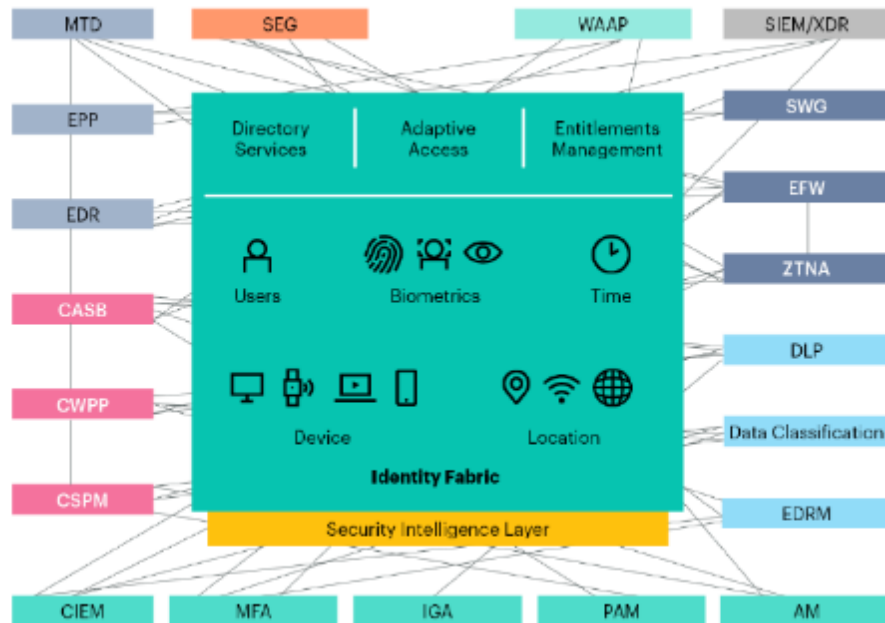 MTD
SEG
WAAP
SIEM/XDR
EPP
SWG
Directory
Services
Adaptive
Access
Entitlements
Management
EDR
EFW
Users
Biometrics
Time
ZTNA
CASB
DLP
CWPP
Device
Location
Data Classification
Identity Fabric
CSPM
EDRM
Security Intelligence Layer
CIEM
MFA
IGA
PAM
AM